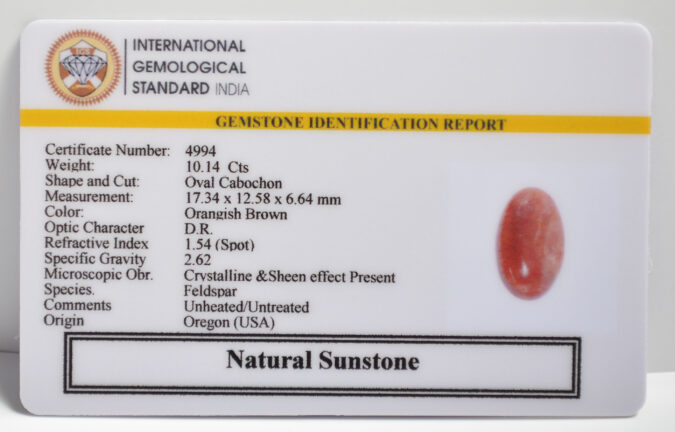 IGS
INTERNATIONAL
GEMOLOGICAL
STANDARD INDIA
GEMSTONE IDENTIFICATION REPORT
Certificate Number: 4994
Weight: 10.14 Cts
Shape and Cut: Oval Cabochon
Measurement: 17.34 x 12.58 x 6.64 mm
Color: Orangish Brown
Optic Character D.R.
Refractive Index 1.54 (Spot)
Specific Gravity 2.62
Microscopic Obr. Crystalline &Sheen effect Present
Species. Feldspar
Comments Unheated/Untreated
Origin Oregon (USA)
Natural Sunstone